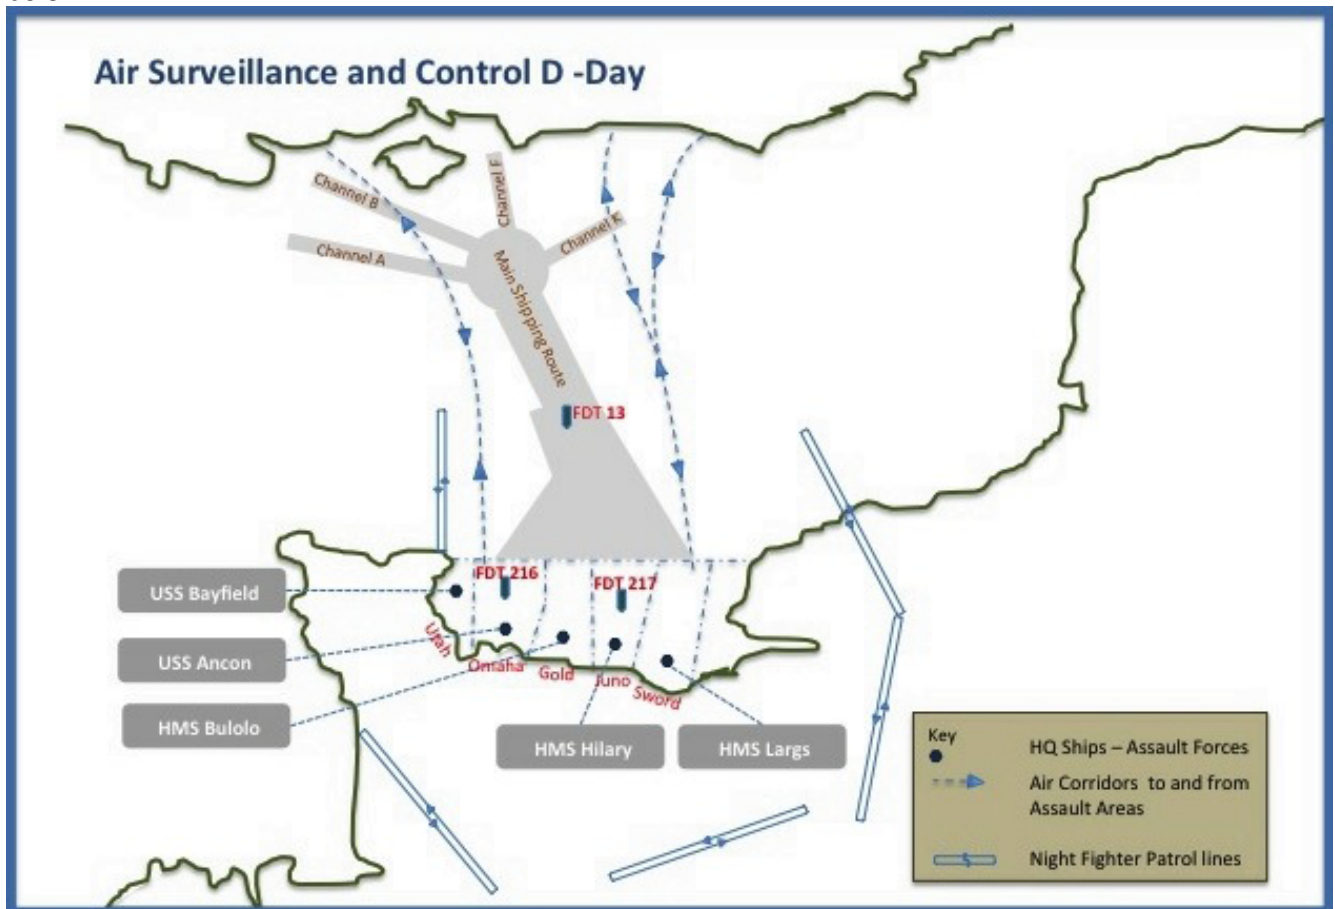 Air Surveillance and Control D -Day
Channel B
Channel F
Channel K
Channel A
Main Shipping Route
FDT 13
FDT 216
FDT 217
USS Bayfield
USS Ancon
HMS Bulolo
Utah
Omaha
Gold
Juno
Sword
HMS Hilary
HMS Largs
Key
HQ Ships – Assault Forces
Air Corridors to and from
Assault Areas
Night Fighter Patrol lines